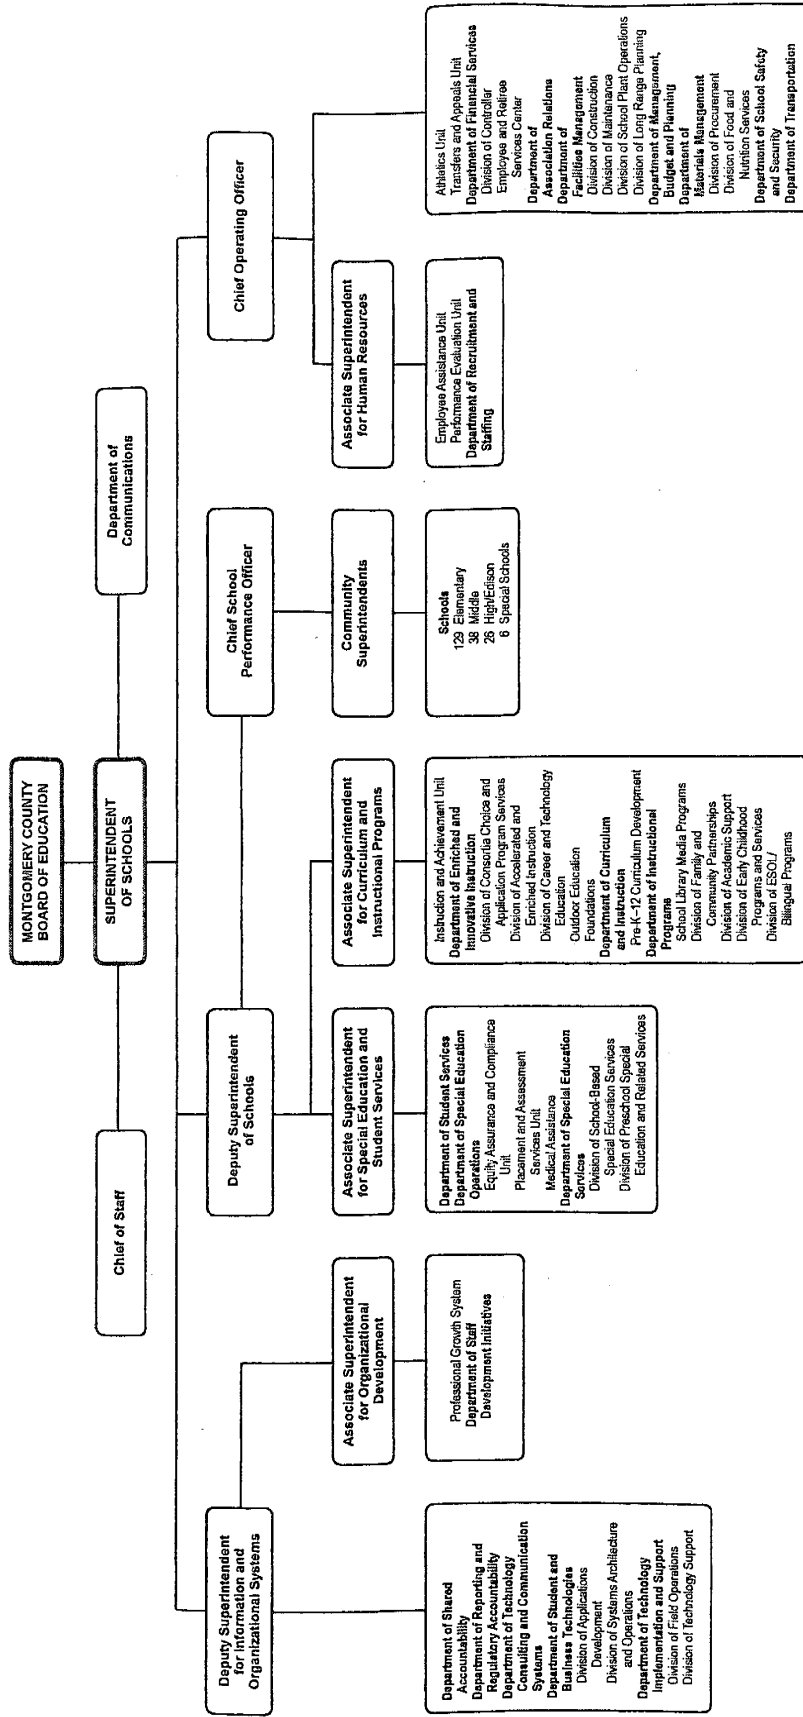 MONTGOMERY COUNTY
BOARD OF EDUCATION
SUPERINTENDENT
OF SCHOOLS
Chief of Staff
Department of
Communications
Deputy Superintendent
for Information and
Organizational Systems
Deputy Superintendent
of Schools
Chief School
Performance Officer
Chief Operating Officer
Associate Superintendent
for Organizational
Development
Associate Superintendent
for Special Education and
Student Services
Associate Superintendent
for Curriculum and
Instructional Programs
Community
Superintendents
Associate Superintendent
for Human Resources
Department of Shared
Accountability
Department of Reporting and
Regulatory Accountability
Department of Technology
Consulting and Communication
Systems
Department of Student and
Business Technologies
Division of Applications
Development
Division of Systems Architecture
and Operations
Department of Technology
Implementation and Support
Division of Field Operations
Division of Technology Support
Professional Growth System
Department of Staff
Development Initiatives
Department of Student Services
Department of Special Education
Operations
Equity Assurance and Compliance
Unit
Placement and Assessment
Services Unit
Medical Assistance
Department of Special Education
Services
Division of School-Based
Special Education Services
Division of Preschool Special
Education and Related Services
Instruction and Achievement Unit
Department of Enriched and
Innovative Instruction
Division of Consortia Choice and
Application Program Services
Division of Accelerated and
Enriched Instruction
Division of Career and Technology
Education
Outdoor Education
Foundations
Department of Curriculum
and Instruction
Pre-K–12 Curriculum Development
Department of Instructional
Programs
School Library Media Programs
Division of Family and
Community Partnerships
Division of Academic Support
Division of Early Childhood
Programs and Services
Division of ESOL/
Bilingual Programs
Schools
129 Elementary
38 Middle
26 High/Edison
6 Special Schools
Employee Assistance Unit
Performance Evaluation Unit
Department of Recruitment and
Staffing
Athletics Unit
Transfers and Appeals Unit
Department of Financial Services
Division of Controller
Employee and Retiree
Services Center
Department of
Association Relations
Department of
Facilities Management
Division of Construction
Division of Maintenance
Division of School Plant Operations
Division of Long Range Planning
Department of Management,
Budget and Planning
Department of
Materials Management
Division of Procurement
Division of Food and
Nutrition Services
Department of School Safety
and Security
Department of Transportation